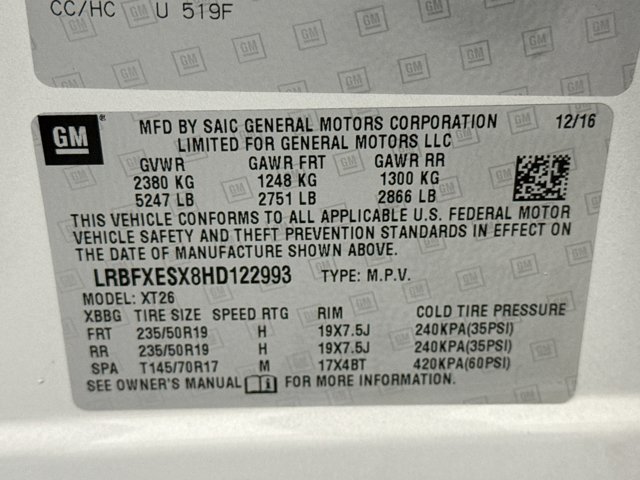 CC/HC U 519F
GM
MFD BY SAIC GENERAL MOTORS CORPORATION 12/16
LIMITED FOR GENERAL MOTORS LLC
GVWR GAWR FRT GAWR RR
2380 KG 1248 KG 1300 KG
5247 LB 2751 LB 2866 LB
THIS VEHICLE CONFORMS TO ALL APPLICABLE U.S. FEDERAL MOTOR
VEHICLE SAFETY AND THEFT PREVENTION STANDARDS IN EFFECT ON
THE DATE OF MANUFACTURE SHOWN ABOVE.
LRBFXESX8HD122993 TYPE: M.P.V.
MODEL: XT26
XBBG TIRE SIZE SPEED RTG RIM COLD TIRE PRESSURE
FRT 235/50R19 H 19X7.5J 240KPA(35PSI)
RR 235/50R19 H 19X7.5J 240KPA(35PSI)
SPA T145/70R17 M 17X4BT 420KPA(60PSI)
SEE OWNER'S MANUAL FOR MORE INFORMATION.